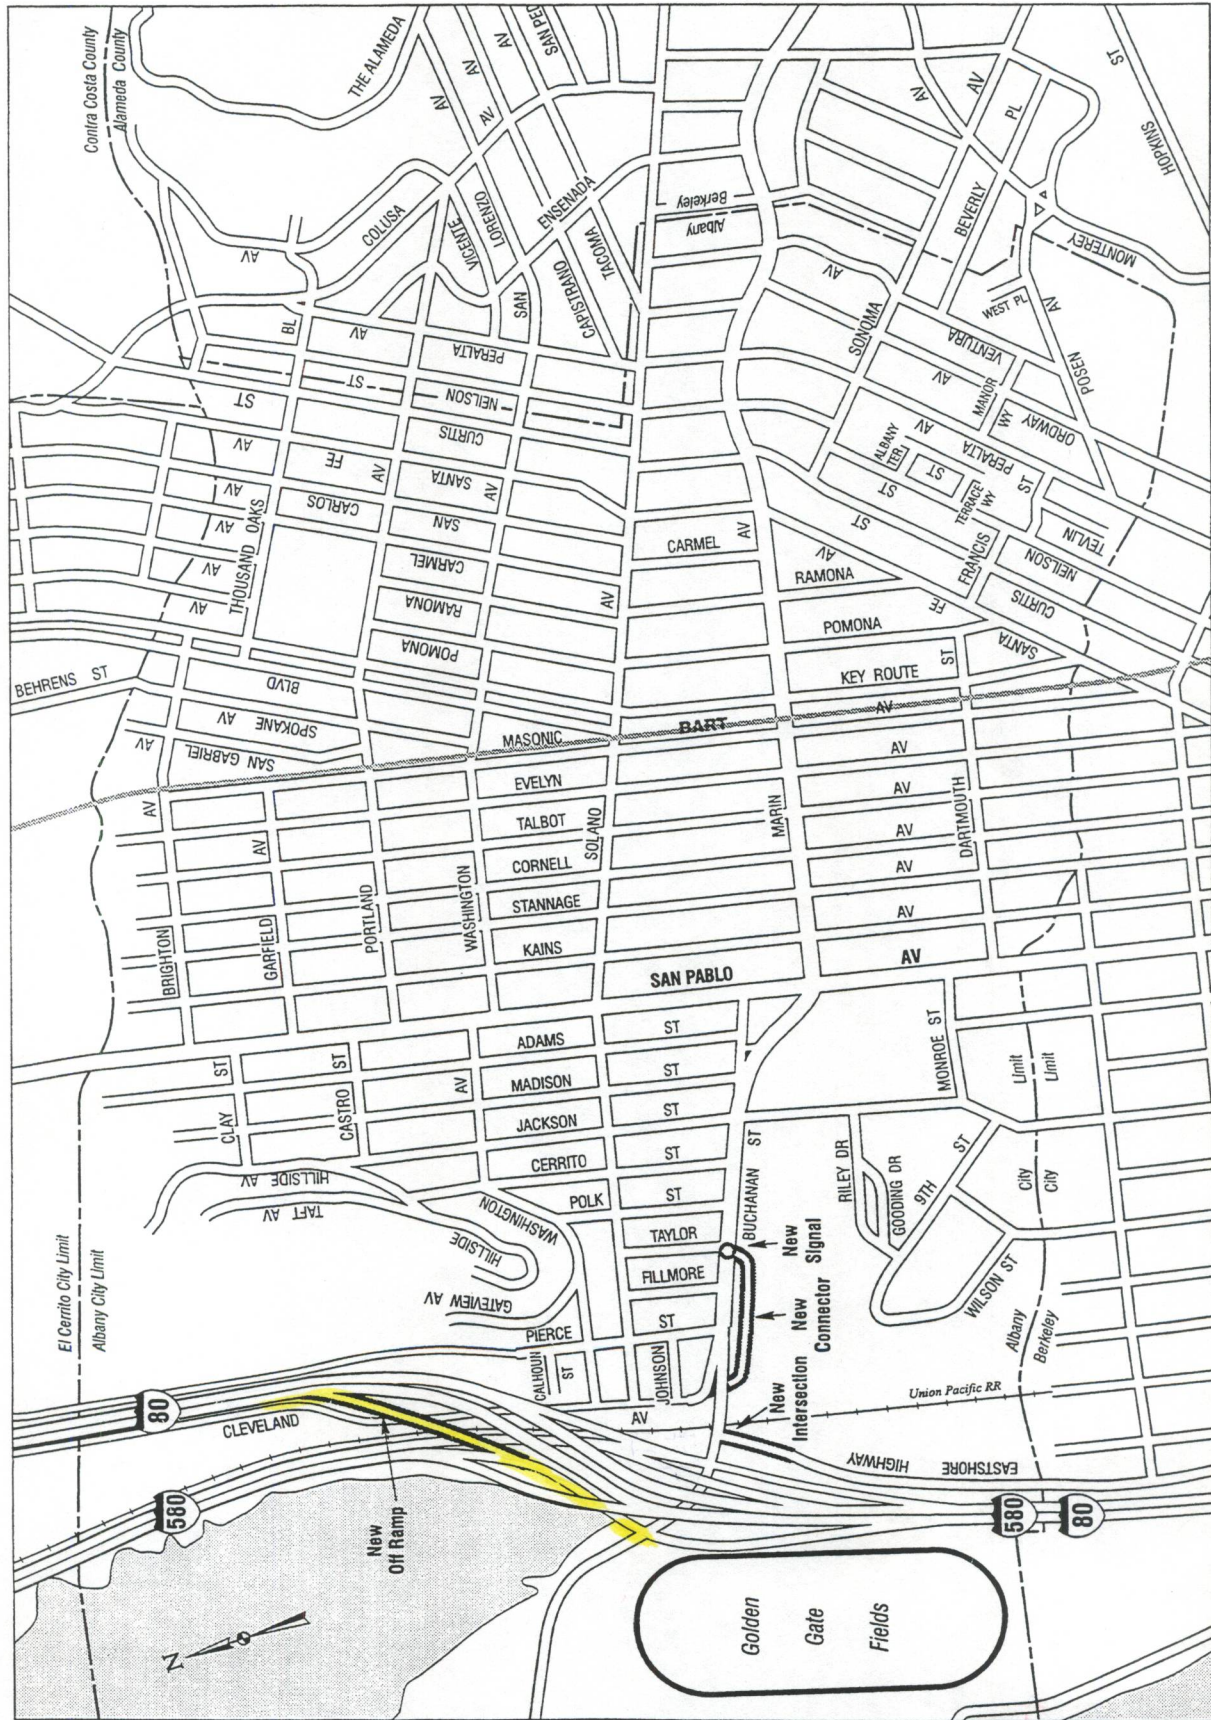 Contra Costa County
Alameda County
THE ALAMEDA
AV
AV
AV
SAN PED
AV
AV
AV
ST
HOPKINS
PL
BEVERLY
MONTEREY
COLUSA
AV
VICENTE
LORENZO
SAN
ENSENADA
CAPISTRANO
TACOMA
Berkeley
Albany
AV
SONOMA
WEST PL
AV
POSEN
VENTURA
AV
MANOR
WY
ORDWAY
BL
AV
PERALTA
ST
NEILSON
ST
AV
FE
AV
CURTIS
SANTA
AV
AV
AV
AV
AV
THOUSAND OAKS
CARLOS
SAN
CARMEL
RAMONA
POMONA
AV
CARMEL
AV
AV
RAMONA
POMONA
FE
ST
ST
ALBANY
TER.
ST
TERRACE
WY
AV
PERALTA
ST
TEVLIN
FRANCIS
NEILSON
CURTIS
SANTA
BEHRENS ST
BLVD
SPOKANE AV
SAN GABRIEL
AV
KEY ROUTE
ST
BART
AV
MASONIC
EVELYN
TALBOT
CORNELL
STANNAGE
KAINS
SAN PABLO
AV
AV
AV
AV
AV
AV
AV
AV
BRIGHTON
GARFIELD
PORTLAND
WASHINGTON
SOLANO
MARIN
DARTMOUTH
ADAMS
ST
MADISON
ST
JACKSON
ST
CERRITO
ST
POLK
ST
TAYLOR
FILLMORE
ST
AV
ST
CLAY
ST
CASTRO
HILLSIDE AV
TAFT AV
HILLSIDE
WASHINGTON
GATEVIEW AV
PIERCE
CALHOUN
ST
JOHNSON
BUCHANAN
ST
MONROE ST
RILEY DR
GOODING DR
9TH
ST
WILSON ST
Limit
Limit
City
City
Albany
Berkeley
El Cerrito City Limit
Albany City Limit
New
Signal
New
Connector
New
Intersection
Union Pacific RR
80
CLEVELAND
AV
580
New
Off Ramp
EASTSHORE
HIGHWAY
580
80
Golden
Gate
Fields
N